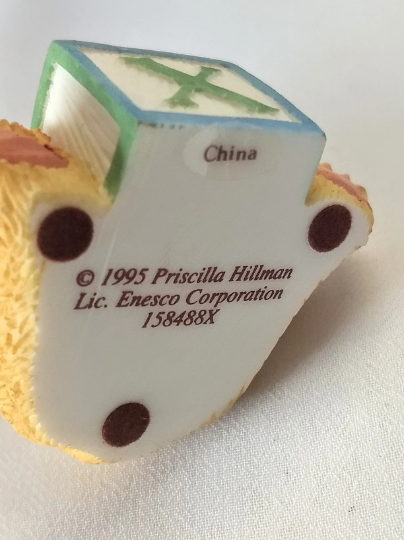 China
© 1995 Priscilla Hillman
Lic. Enesco Corporation
158488X